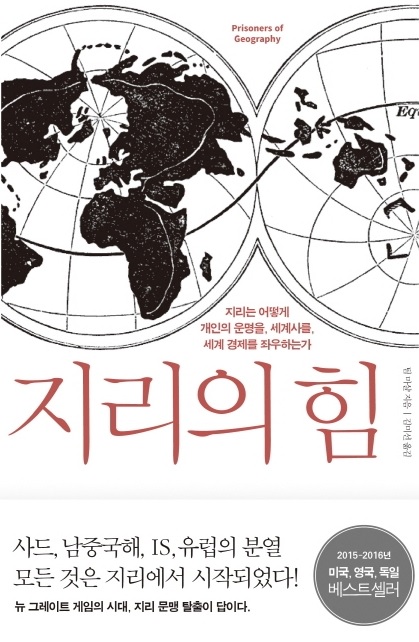 Prisoners of
Geography
Equ
지리는 어떻게
개인의 운명을, 세계사를,
세계 경제를 좌우하는가
지리의 힘
팀 마샬 지음 | 김미선 옮김
사드, 남중국해, IS, 유럽의 분열
모든 것은 지리에서 시작되었다!
뉴 그레이트 게임의 시대, 지리 문맹 탈출이 답이다.
2015-2016년
미국, 영국, 독일
베스트셀러